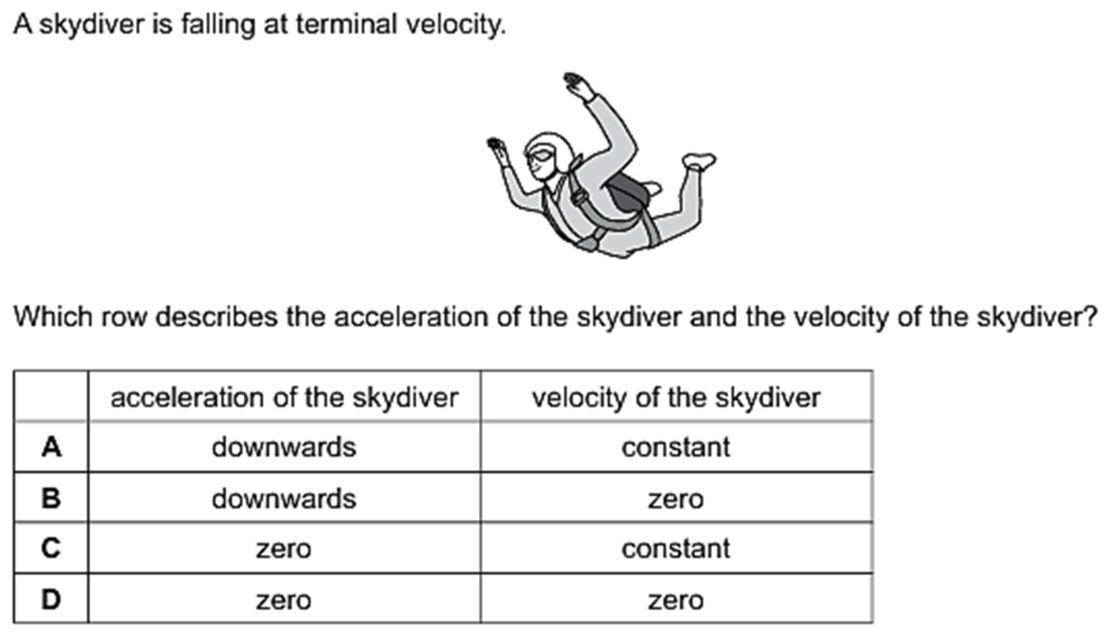 A skydiver is falling at terminal velocity.
Which row describes the acceleration of the skydiver and the velocity of the skydiver?
acceleration of the skydiver velocity of the skydiver
A downwards constant
B downwards zero
C zero constant
D zero zero